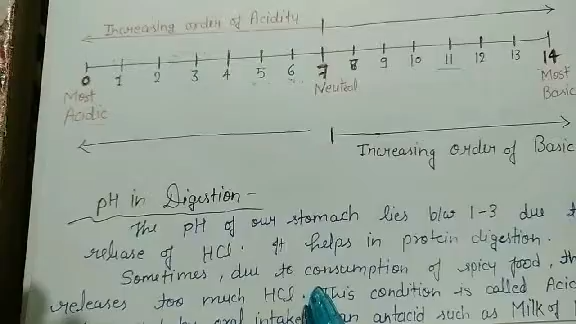 Increasing order of Acidity
0 1 2 3 4 5 6 7 8 9 10 11 12 13 14
Most Acidic
Neutral
Most Basic
Increasing order of Basic
pH in Digestion -
The pH of our stomach lies b/w 1-3 due
release of HCl. It helps in protein digestion.
Sometimes, due to consumption of spicy food,
releases too much HCl. This condition is called
oral intake an antacid such as Milk of